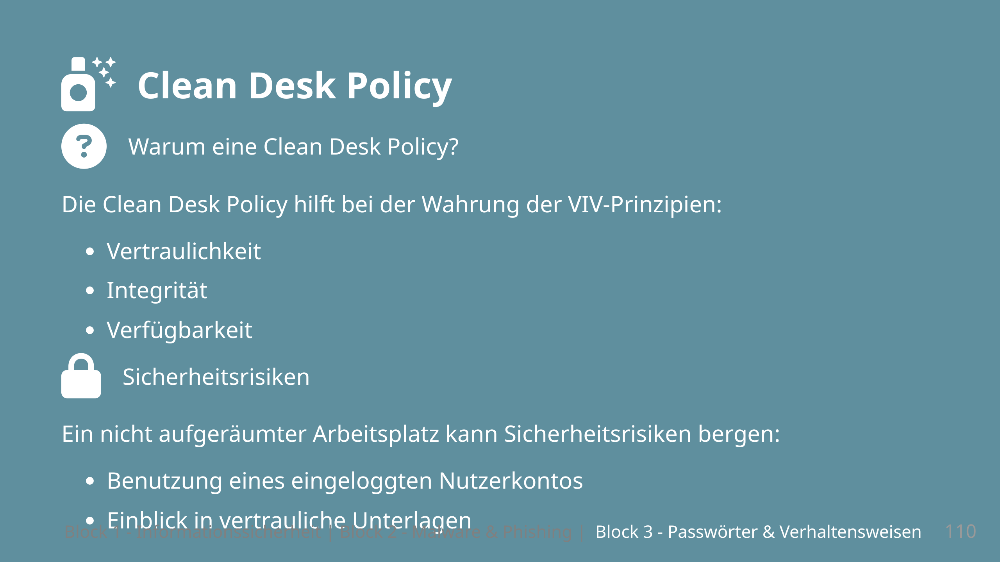 Clean Desk Policy
Warum eine Clean Desk Policy?
Die Clean Desk Policy hilft bei der Wahrung der VIV-Prinzipien:
• Vertraulichkeit
• Integrität
• Verfügbarkeit
Sicherheitsrisiken
Ein nicht aufgeräumter Arbeitsplatz kann Sicherheitsrisiken bergen:
• Benutzung eines eingeloggten Nutzerkontos
• Einblick in vertrauliche Unterlagen
Block 1 - Informationssicherheit | Block 2 - Malware & Phishing | Block 3 - Passwörter & Verhaltensweisen 110